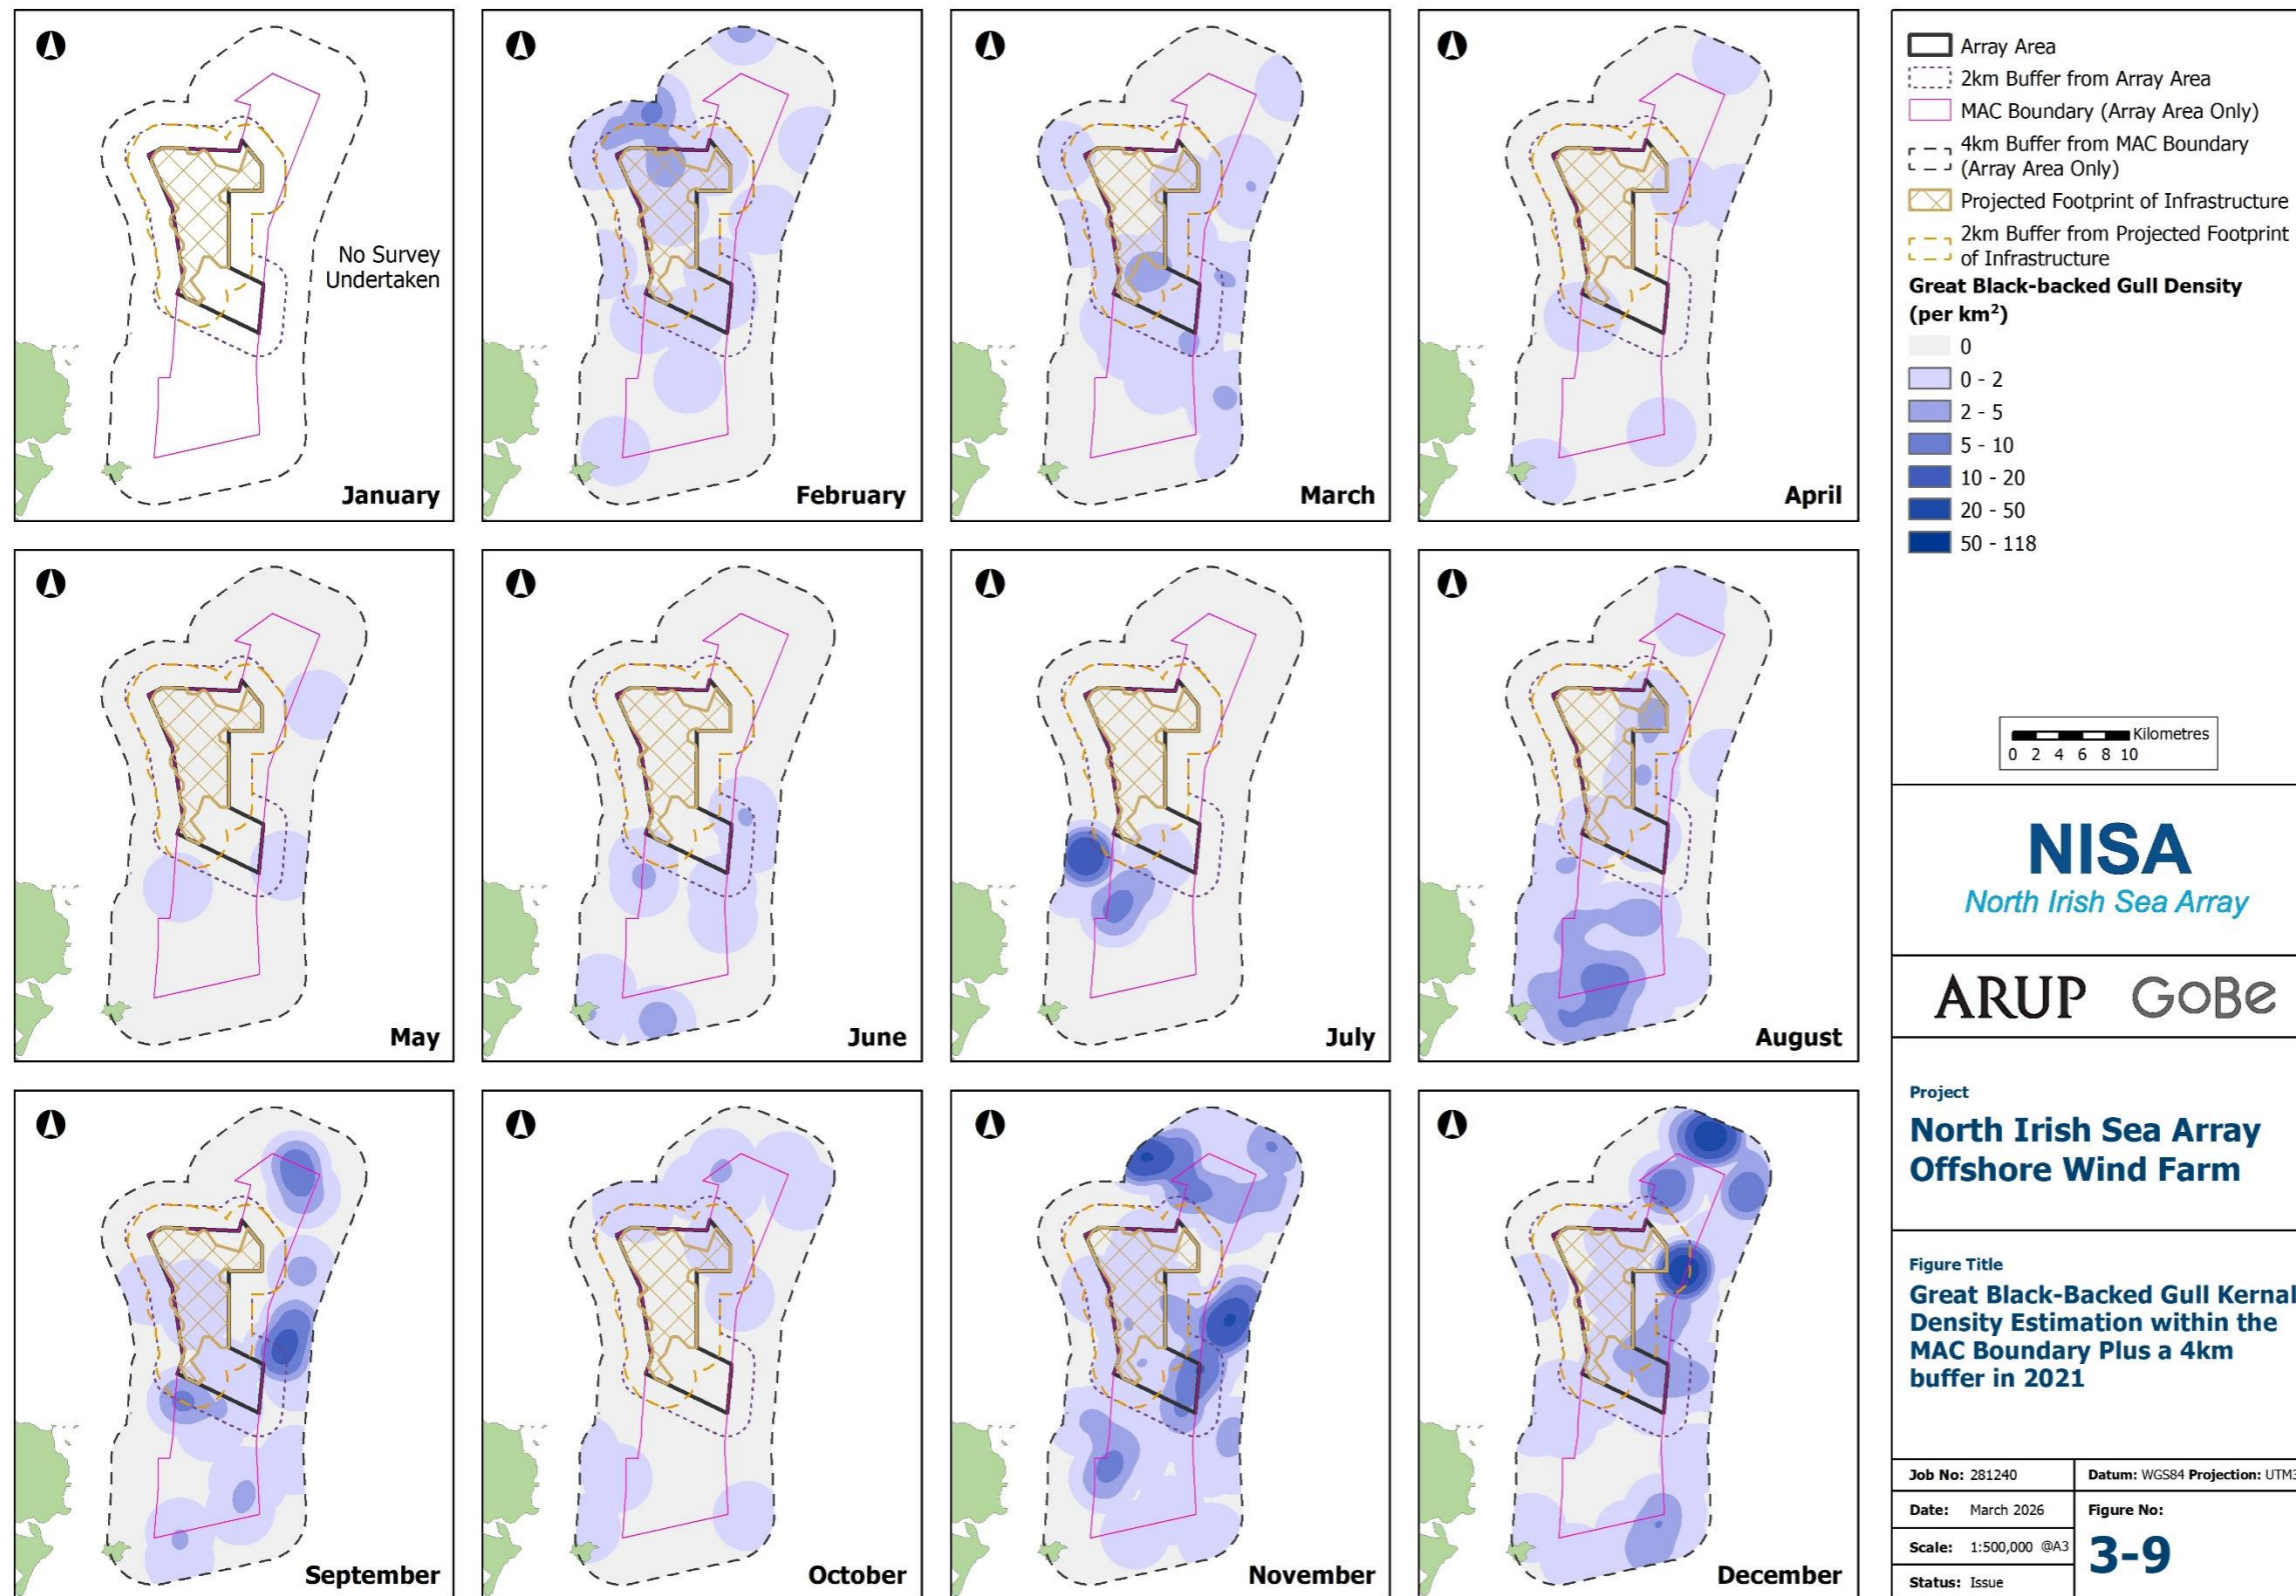 No Survey
Undertaken
January
February
March
April
May
June
July
August
September
October
November
December
Array Area
2km Buffer from Array Area
MAC Boundary (Array Area Only)
4km Buffer from MAC Boundary
(Array Area Only)
Projected Footprint of Infrastructure
2km Buffer from Projected Footprint
of Infrastructure
Great Black-backed Gull Density
(per km²)
0
0 - 2
2 - 5
5 - 10
10 - 20
20 - 50
50 - 118
Kilometres
0 2 4 6 8 10
NISA
North Irish Sea Array
ARUP GoBe
Project
North Irish Sea Array
Offshore Wind Farm
Figure Title
Great Black-Backed Gull Kernal
Density Estimation within the
MAC Boundary Plus a 4km
buffer in 2021
Job No: 281240
Datum: WGS84 Projection:
Date: March 2026
Figure No:
Scale: 1:500,000 @A3
3-9
Status: Issue